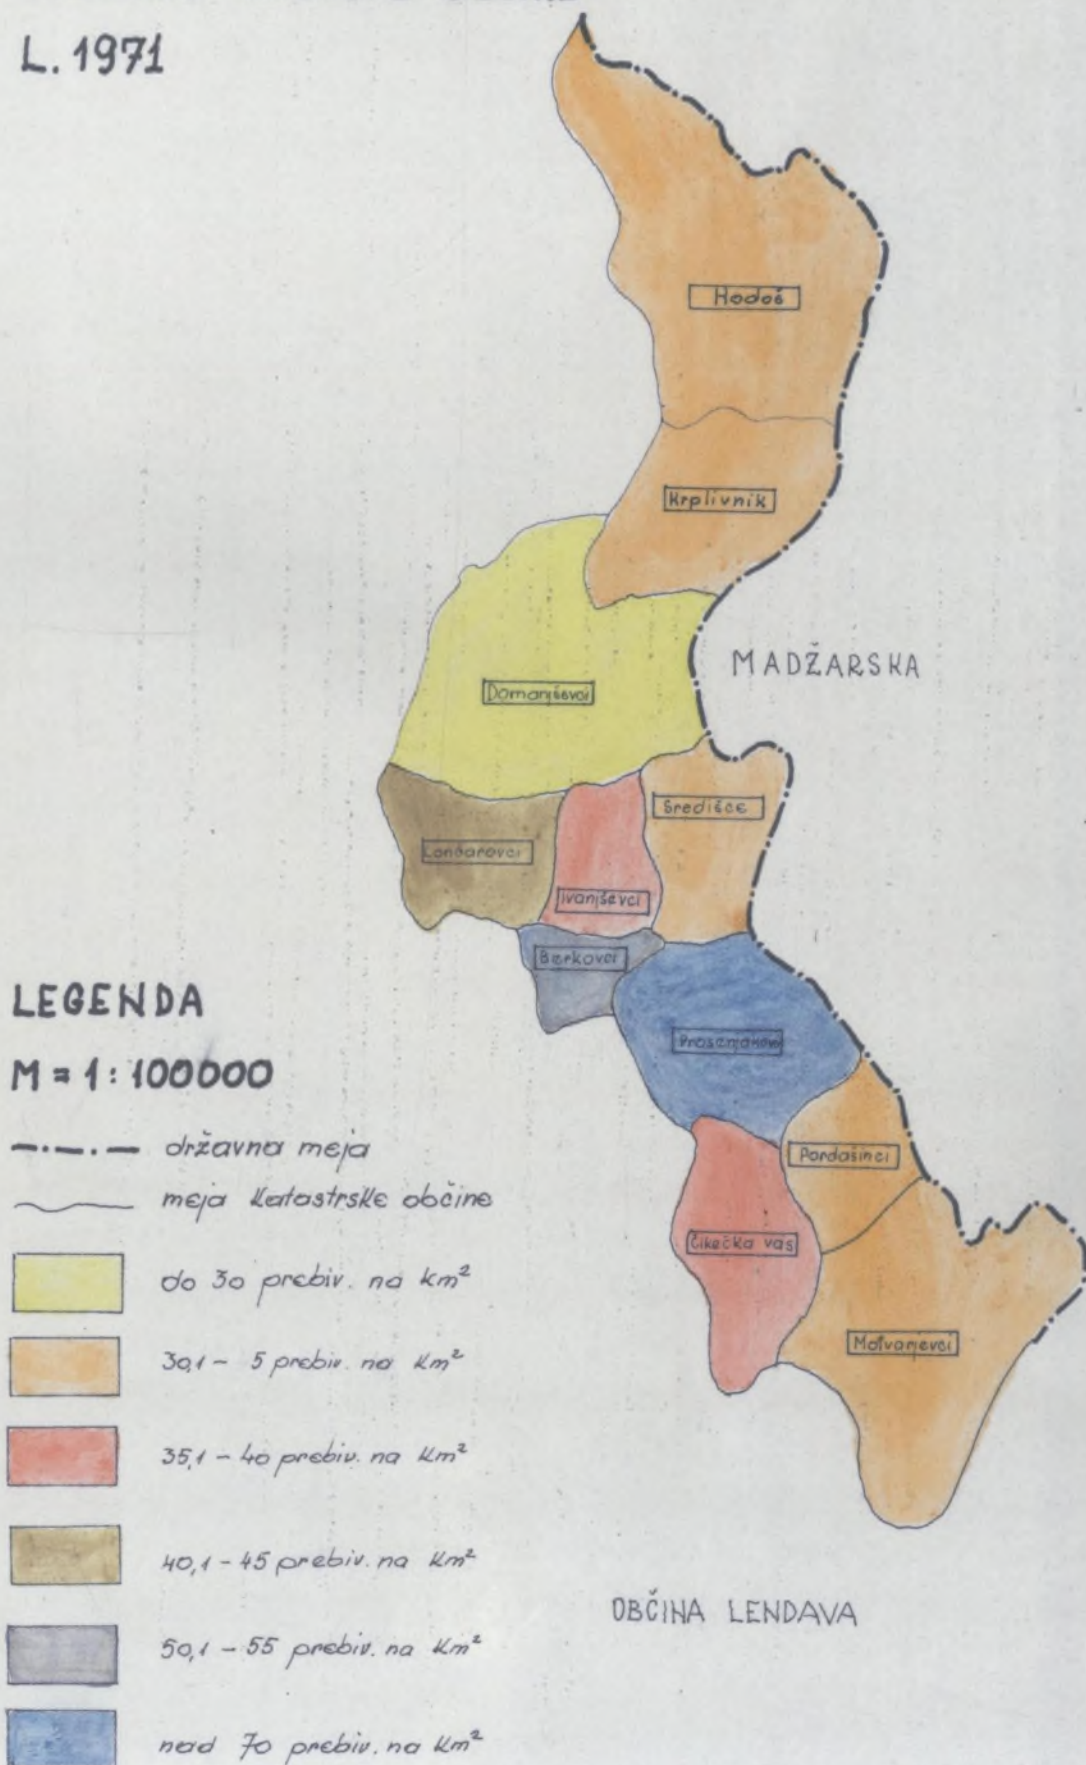 L. 1971
Hodoš
Krplivnik
MADŽARSKA
Domanjševci
Središče
Lončarovci
Ivanjševci
Berkovci
Prosenjakovci
Pordašinci
Čikečka vas
Motvarjevci
OBČINA LENDAVA
LEGENDA
M = 1 : 100000
državna meja
meja katastrske občine
do 30 prebiv. na km²
30,1 - 5 prebiv. na km²
35,1 - 40 prebiv. na km²
40,1 - 45 prebiv. na km²
50,1 - 55 prebiv. na km²
nad 70 prebiv. na km²